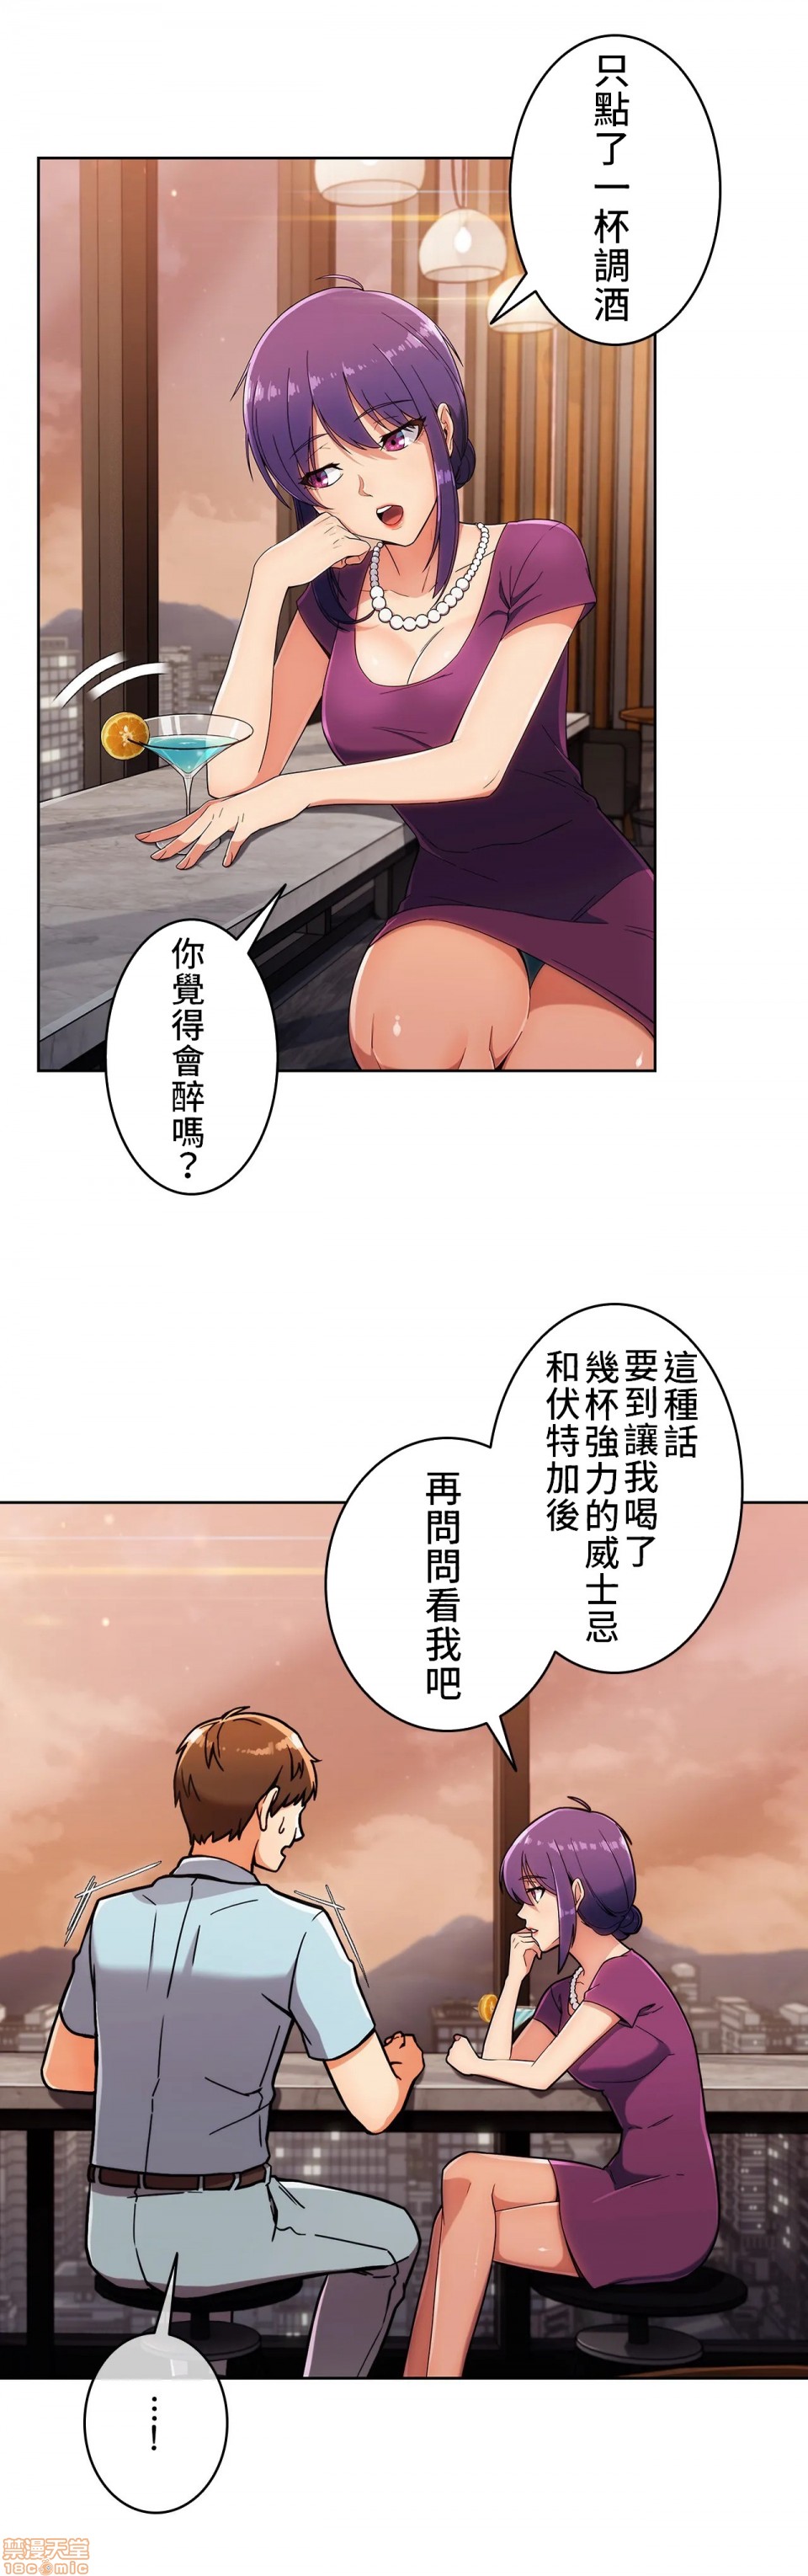 只點了一杯調酒
你覺得會醉嗎？
這種話
要到讓我喝了
幾杯強力的威士忌
和伏特加後
再問問看我吧
…！
禁漫天堂
18comic